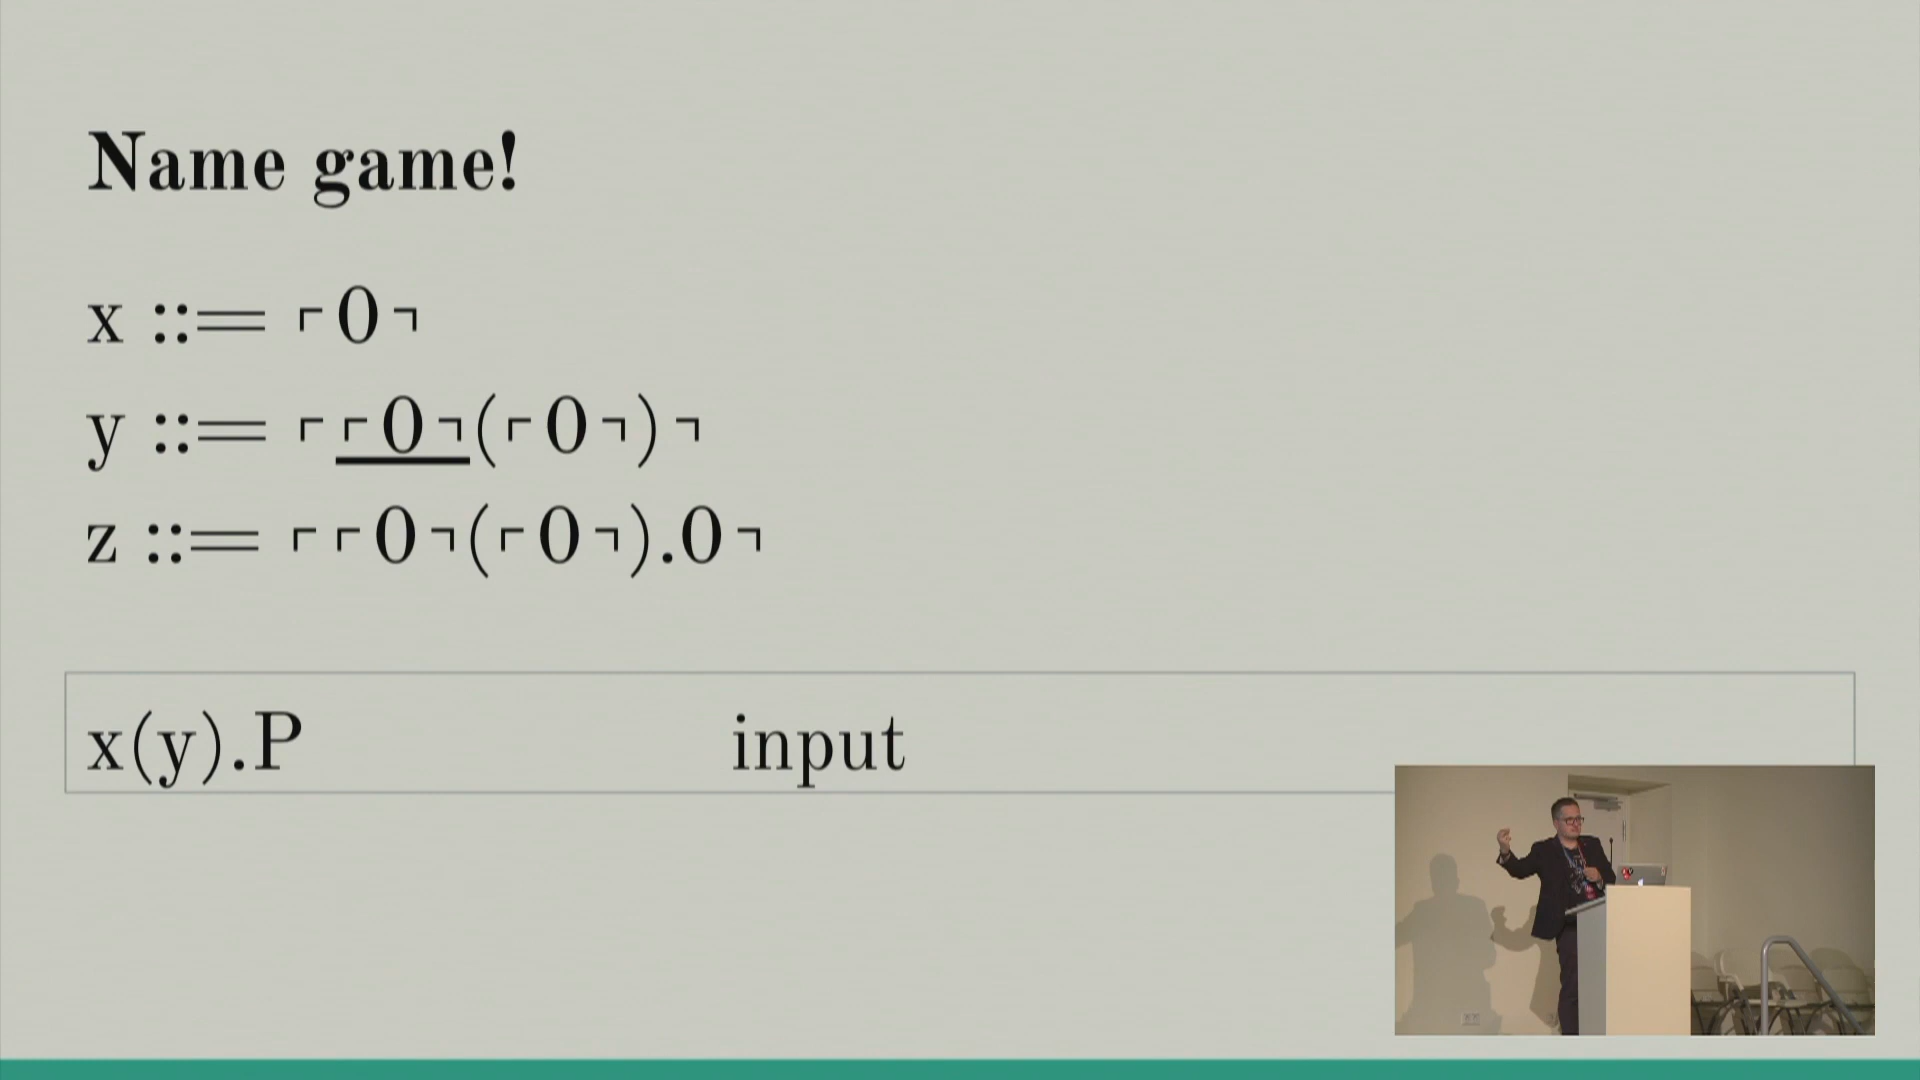 Name game!
x ::= ⌜0⌝
y ::= ⌜⌜0⌝(⌜0⌝)⌝
z ::= ⌜⌜0⌝(⌜0⌝).0⌝
x(y).P input